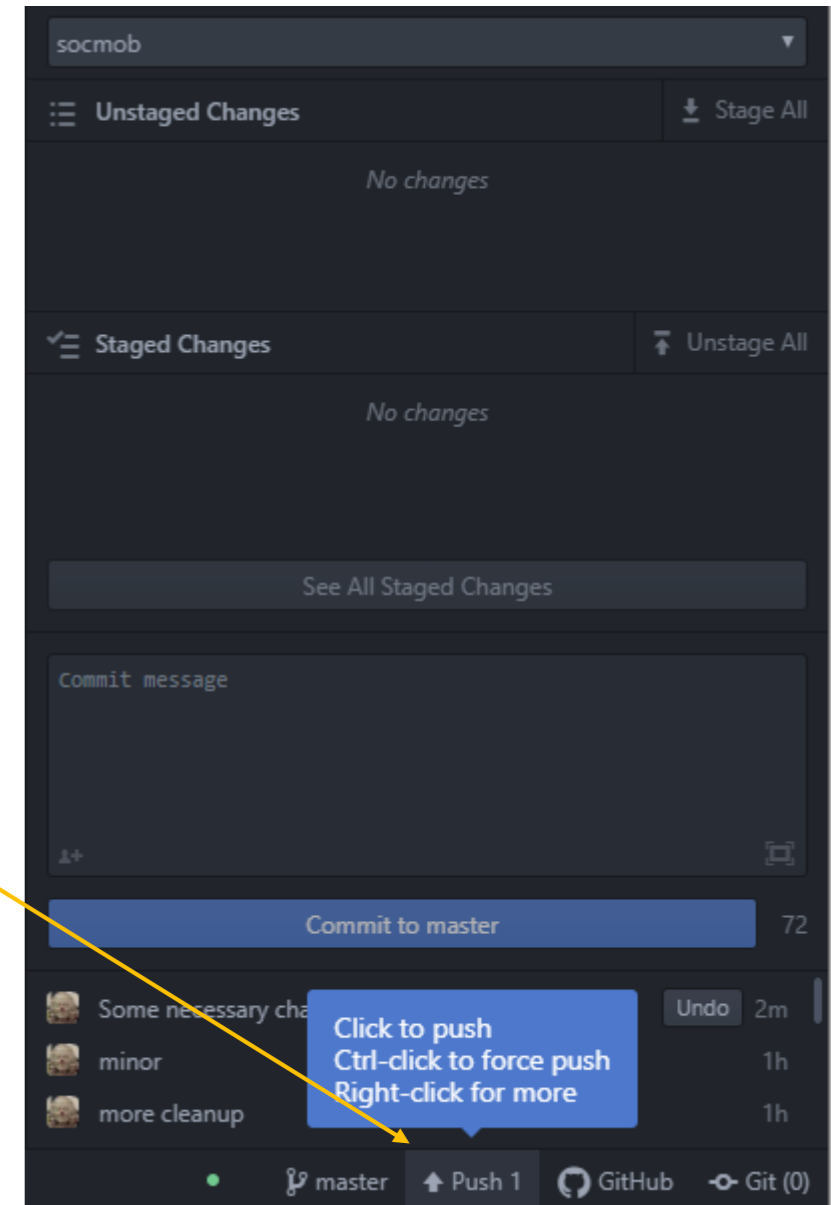 socmob
Unstaged Changes
Stage All
No changes
Staged Changes
Unstage All
No changes
See All Staged Changes
Commit message
Commit to master
72
Some necessary cha
Undo
2m
Click to push
Ctrl-click to force push
Right-click for more
minor
1h
more cleanup
1h
master
Push 1
GitHub
Git (0)